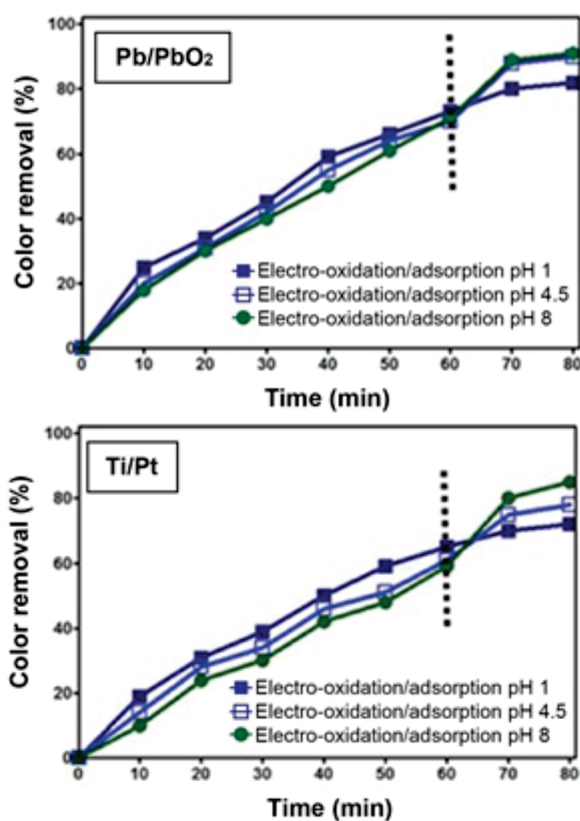 100
Pb/PbO₂
80
60
40
20
0
Color removal (%)
Electro-oxidation/adsorption pH 1
Electro-oxidation/adsorption pH 4.5
Electro-oxidation/adsorption pH 8
0 10 20 30 40 50 60 70 80
Time (min)
100
Ti/Pt
80
60
40
20
0
Color removal (%)
Electro-oxidation/adsorption pH 1
Electro-oxidation/adsorption pH 4.5
Electro-oxidation/adsorption pH 8
0 10 20 30 40 50 60 70 80
Time (min)